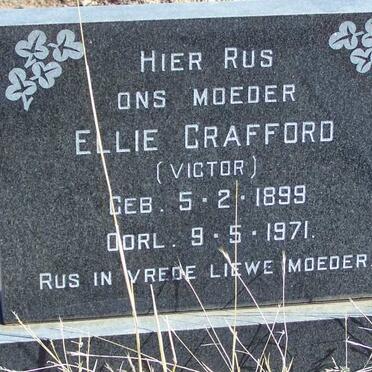 HIER RUS
ONS MOEDER
ELLIE CRAFFORD
(VICTOR)
GEB. 5-2-1899
OORL. 9-5-1971.
RUS IN VREDE LIEWE MOEDER.